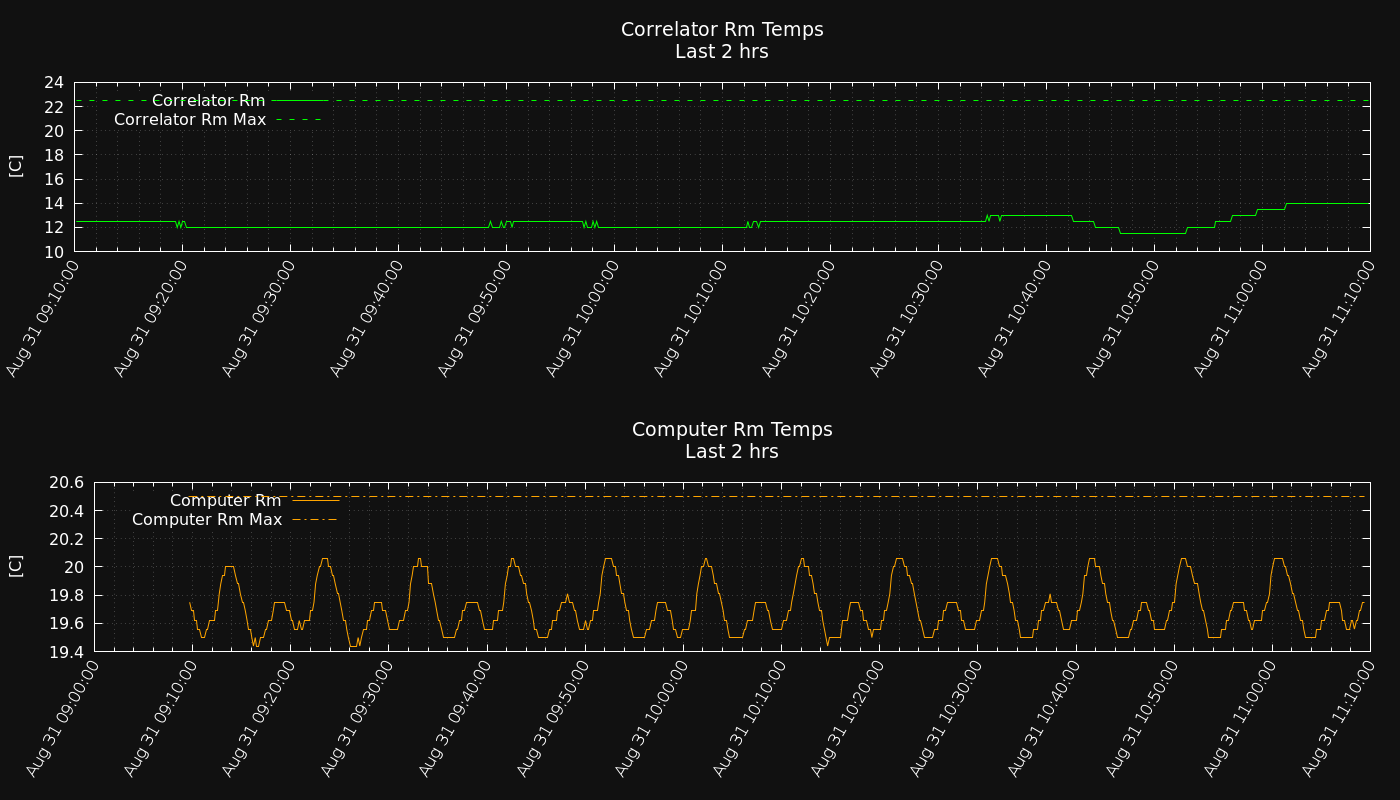 Correlator Rm Temps
Last 2 hrs
24
22
20
18
16
14
12
10
[C]
Correlator Rm
Correlator Rm Max
Aug 31 09:10:00
Aug 31 09:20:00
Aug 31 09:30:00
Aug 31 09:40:00
Aug 31 09:50:00
Aug 31 10:00:00
Aug 31 10:10:00
Aug 31 10:20:00
Aug 31 10:30:00
Aug 31 10:40:00
Aug 31 10:50:00
Aug 31 11:00:00
Aug 31 11:10:00
Computer Rm Temps
Last 2 hrs
20.6
20.4
20.2
20
19.8
19.6
19.4
[C]
Computer Rm
Computer Rm Max
Aug 31 09:00:00
Aug 31 09:10:00
Aug 31 09:20:00
Aug 31 09:30:00
Aug 31 09:40:00
Aug 31 09:50:00
Aug 31 10:00:00
Aug 31 10:10:00
Aug 31 10:20:00
Aug 31 10:30:00
Aug 31 10:40:00
Aug 31 10:50:00
Aug 31 11:00:00
Aug 31 11:10:00